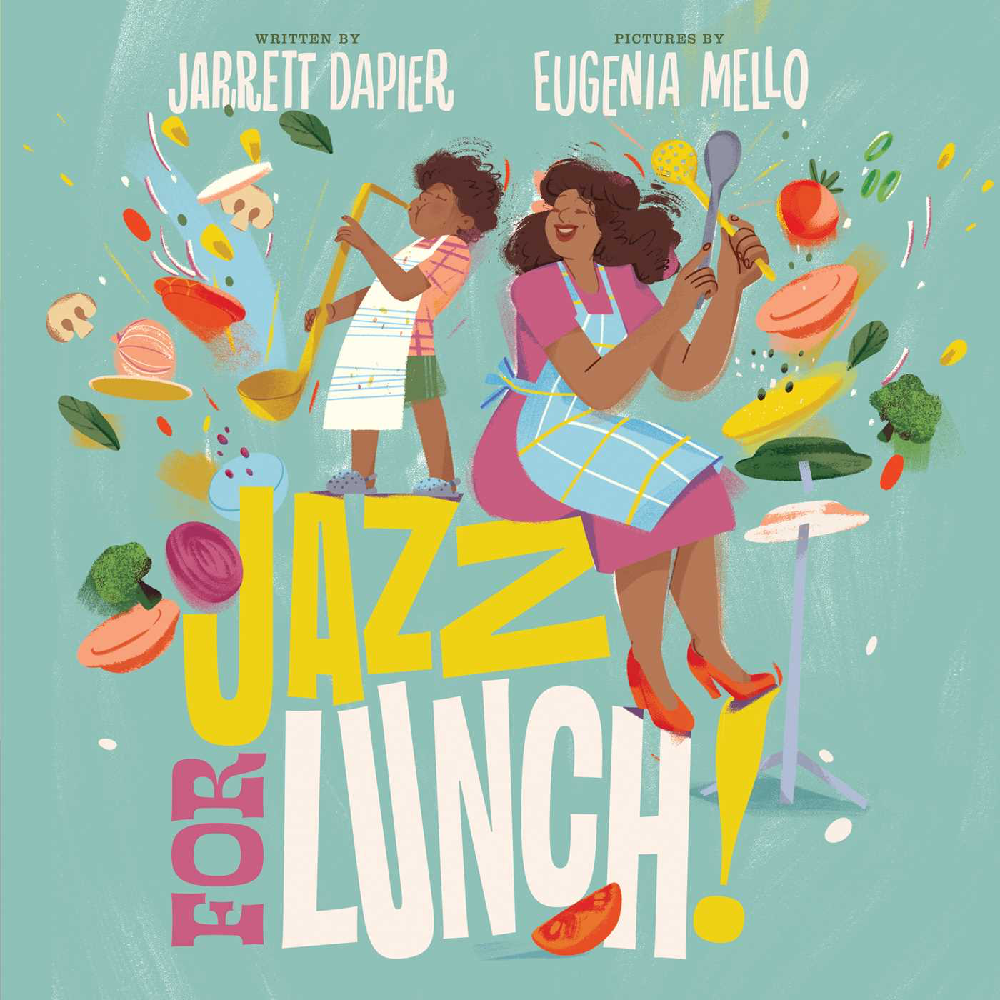 WRITTEN BY
JARRETT DAPIER
PICTURES BY
EUGENIA MELLO
JAZZ
FOR
LUNCH!